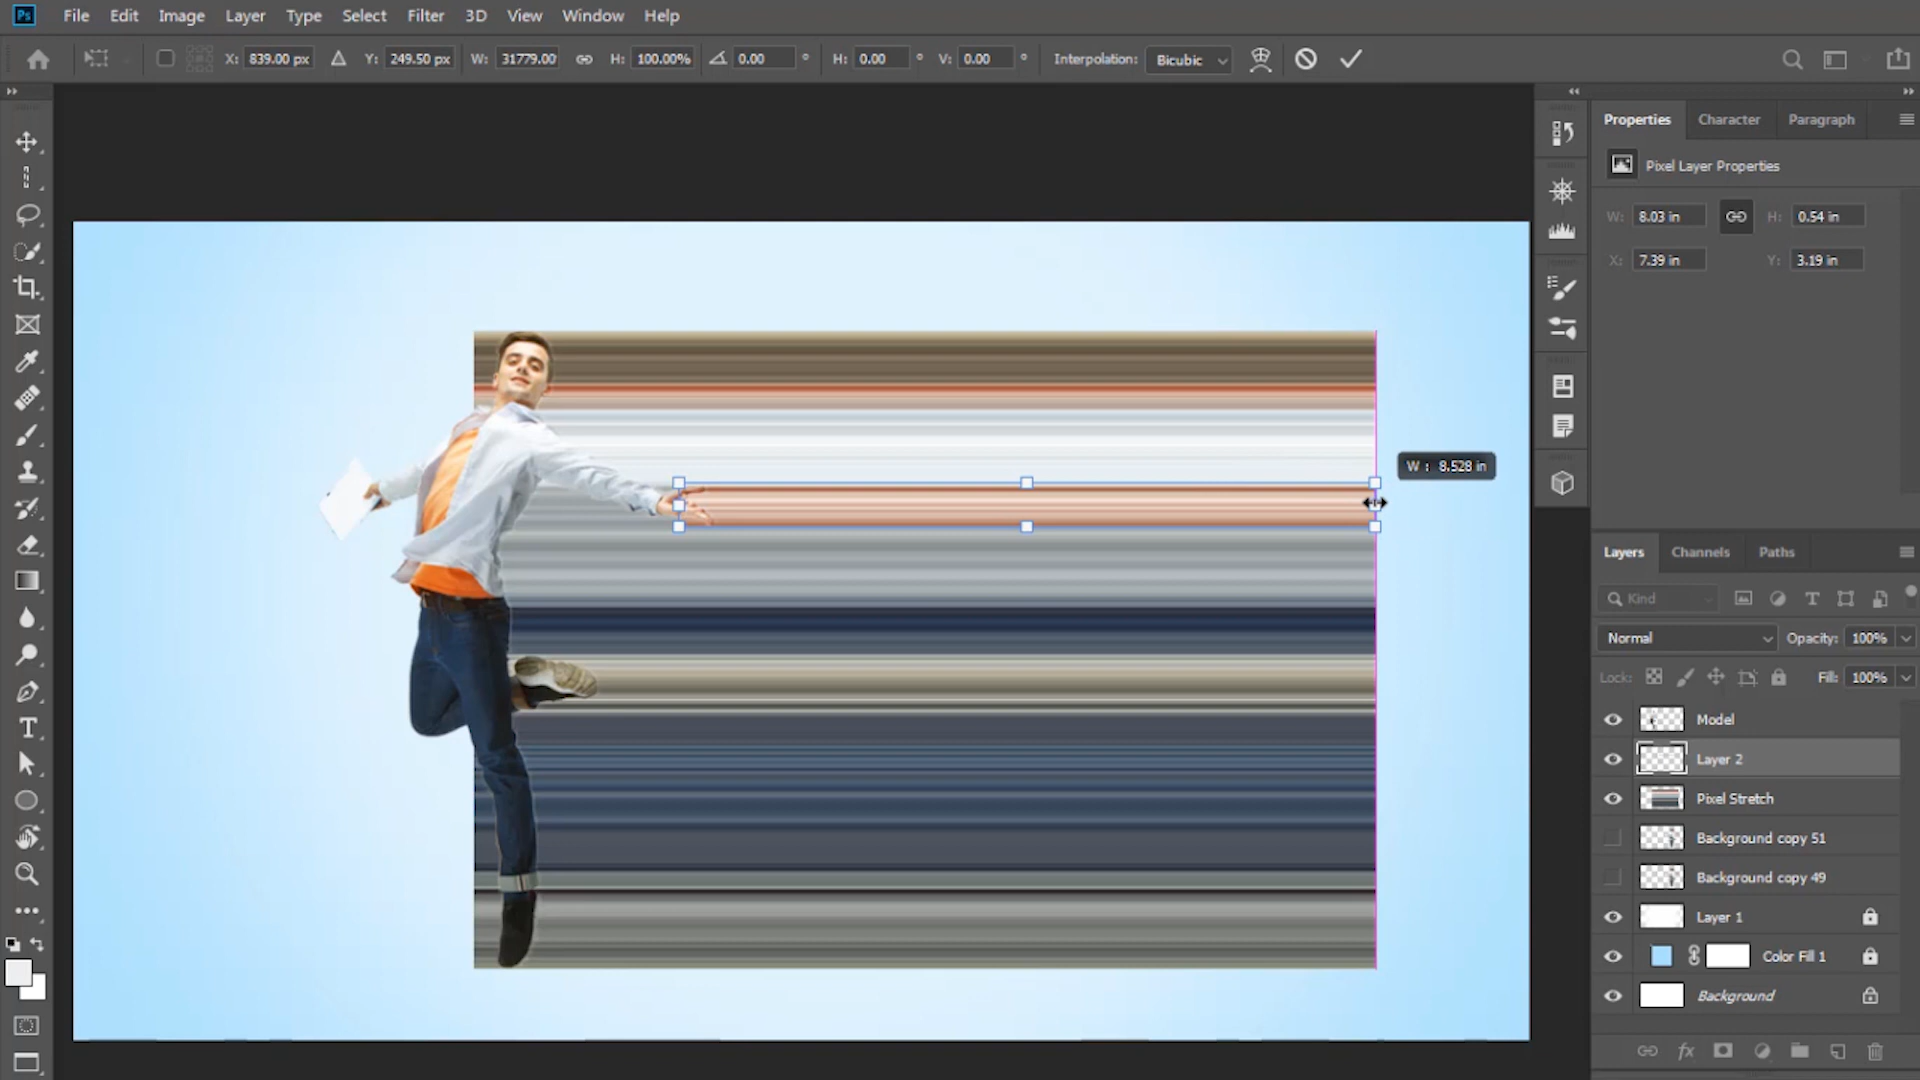 Ps File Edit Image Layer Type Select Filter 3D View Window Help
X: 839.00 px Y: 249.50 px W: 31779.00 H: 100.00% 0.00 ° H: 0.00 ° V: 0.00 ° Interpolation: Bicubic
Properties Character Paragraph
Pixel Layer Properties
W: 8.03 in H: 0.54 in
X: 7.39 in Y: 3.19 in
W : 8.528 in
Layers Channels Paths
Kind
Normal Opacity: 100%
Lock: Fill: 100%
Model
Layer 2
Pixel Stretch
Background copy 51
Background copy 49
Layer 1
Color Fill 1
Background
fx